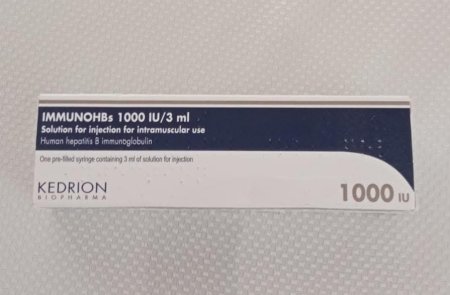 IMMUNOHBs 1000 IU/3 ml
Solution for injection for intramuscular use
Human hepatitis B immunoglobulin
One pre-filled syringe containing 3 ml of solution for injection
KEDRION
BIOPHARMA
1000 IU